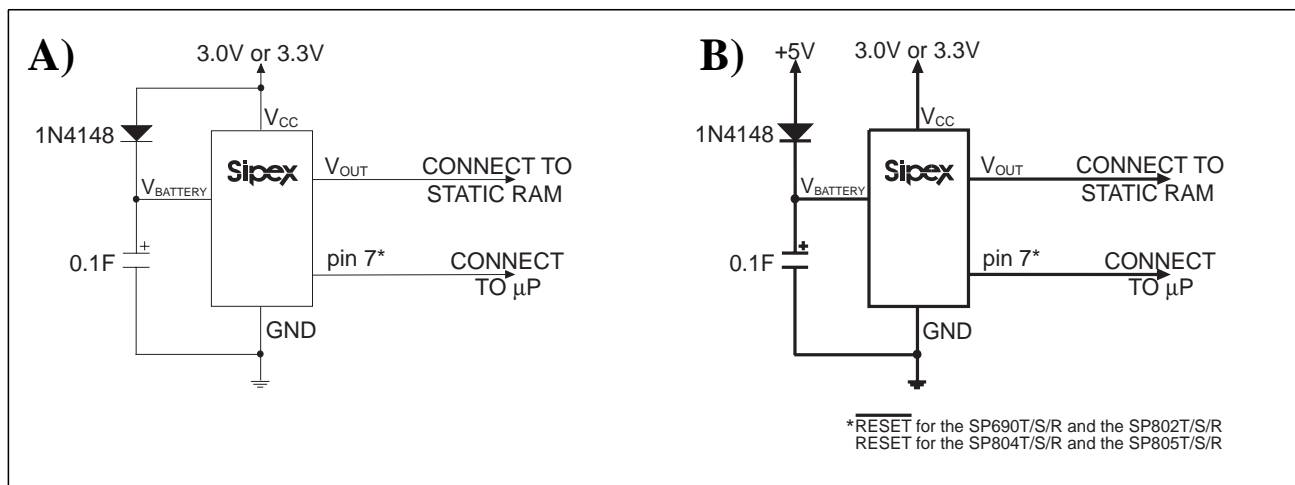 A)
3.0V or 3.3V
1N4148
VCC
Sipex
VOUT
CONNECT TO
STATIC RAM
VBATTERY
0.1F
+
pin 7*
CONNECT
TO μP
GND
B)
+5V
3.0V or 3.3V
1N4148
VCC
Sipex
VOUT
CONNECT TO
STATIC RAM
VBATTERY
0.1F
+
pin 7*
CONNECT
TO μP
GND
*RESET for the SP690T/S/R and the SP802T/S/R
RESET for the SP804T/S/R and the SP805T/S/R